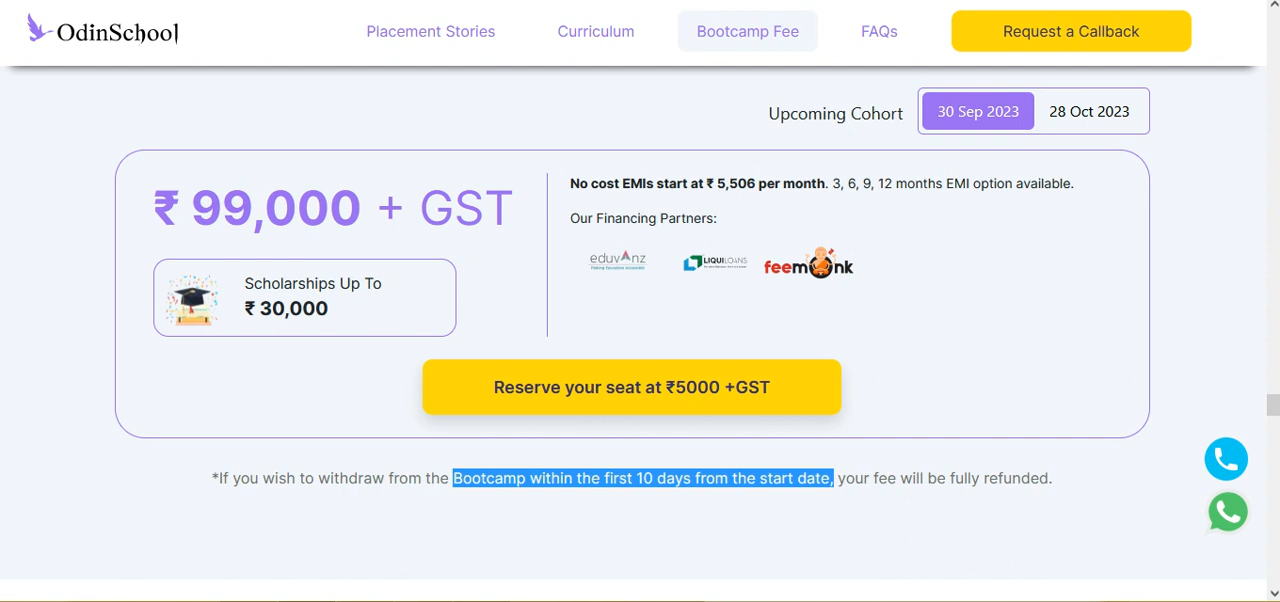 OdinSchool
Placement Stories
Curriculum
Bootcamp Fee
FAQs
Request a Callback
Upcoming Cohort
30 Sep 2023
28 Oct 2023
₹ 99,000 + GST
Scholarships Up To
₹ 30,000
No cost EMIs start at ₹ 5,506 per month. 3, 6, 9, 12 months EMI option available.
Our Financing Partners:
eduvanz
LIQUILOANS
feemonk
Reserve your seat at ₹5000 +GST
*If you wish to withdraw from the Bootcamp within the first 10 days from the start date, your fee will be fully refunded.